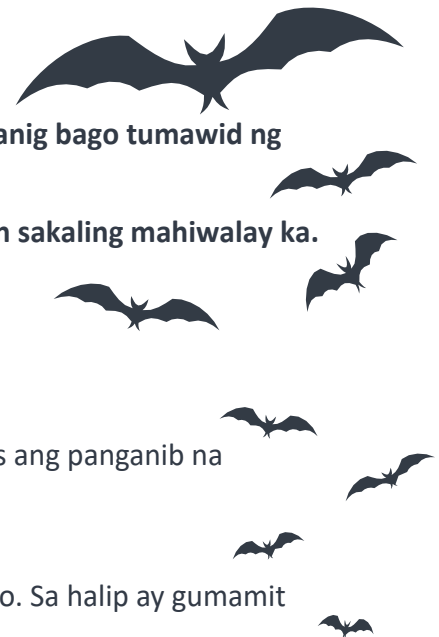 anig bago tumawid ng
n sakaling mahiwalay ka.
s ang panganib na
o. Sa halip ay gumamit